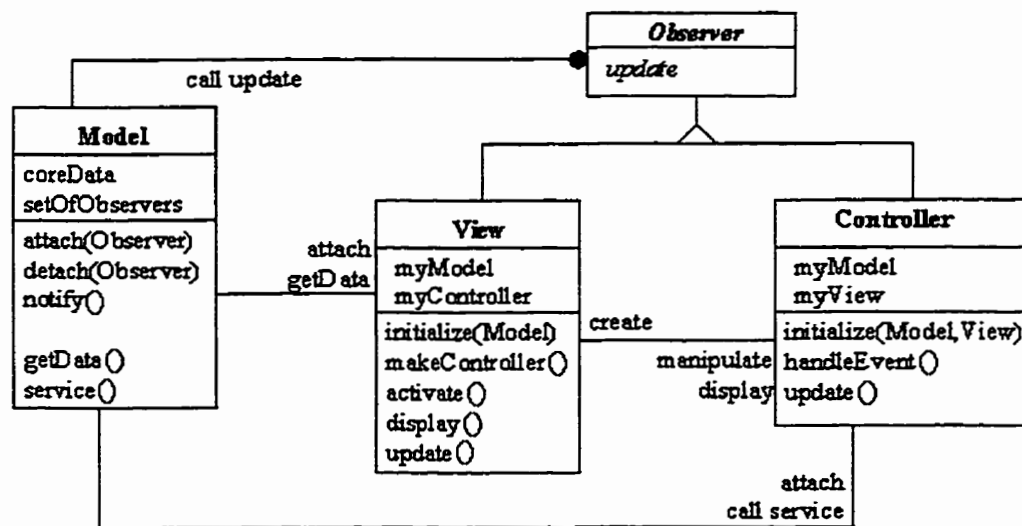 Observer
update
call update
Model
coreData
setOfObservers
attach(Observer)
detach(Observer)
notify()
getData()
service()
attach
getData
View
myModel
myController
initialize(Model)
makeController()
activate()
display()
update()
create
manipulate
display
Controller
myModel
myView
initialize(Model,View)
handleEvent()
update()
attach
call service